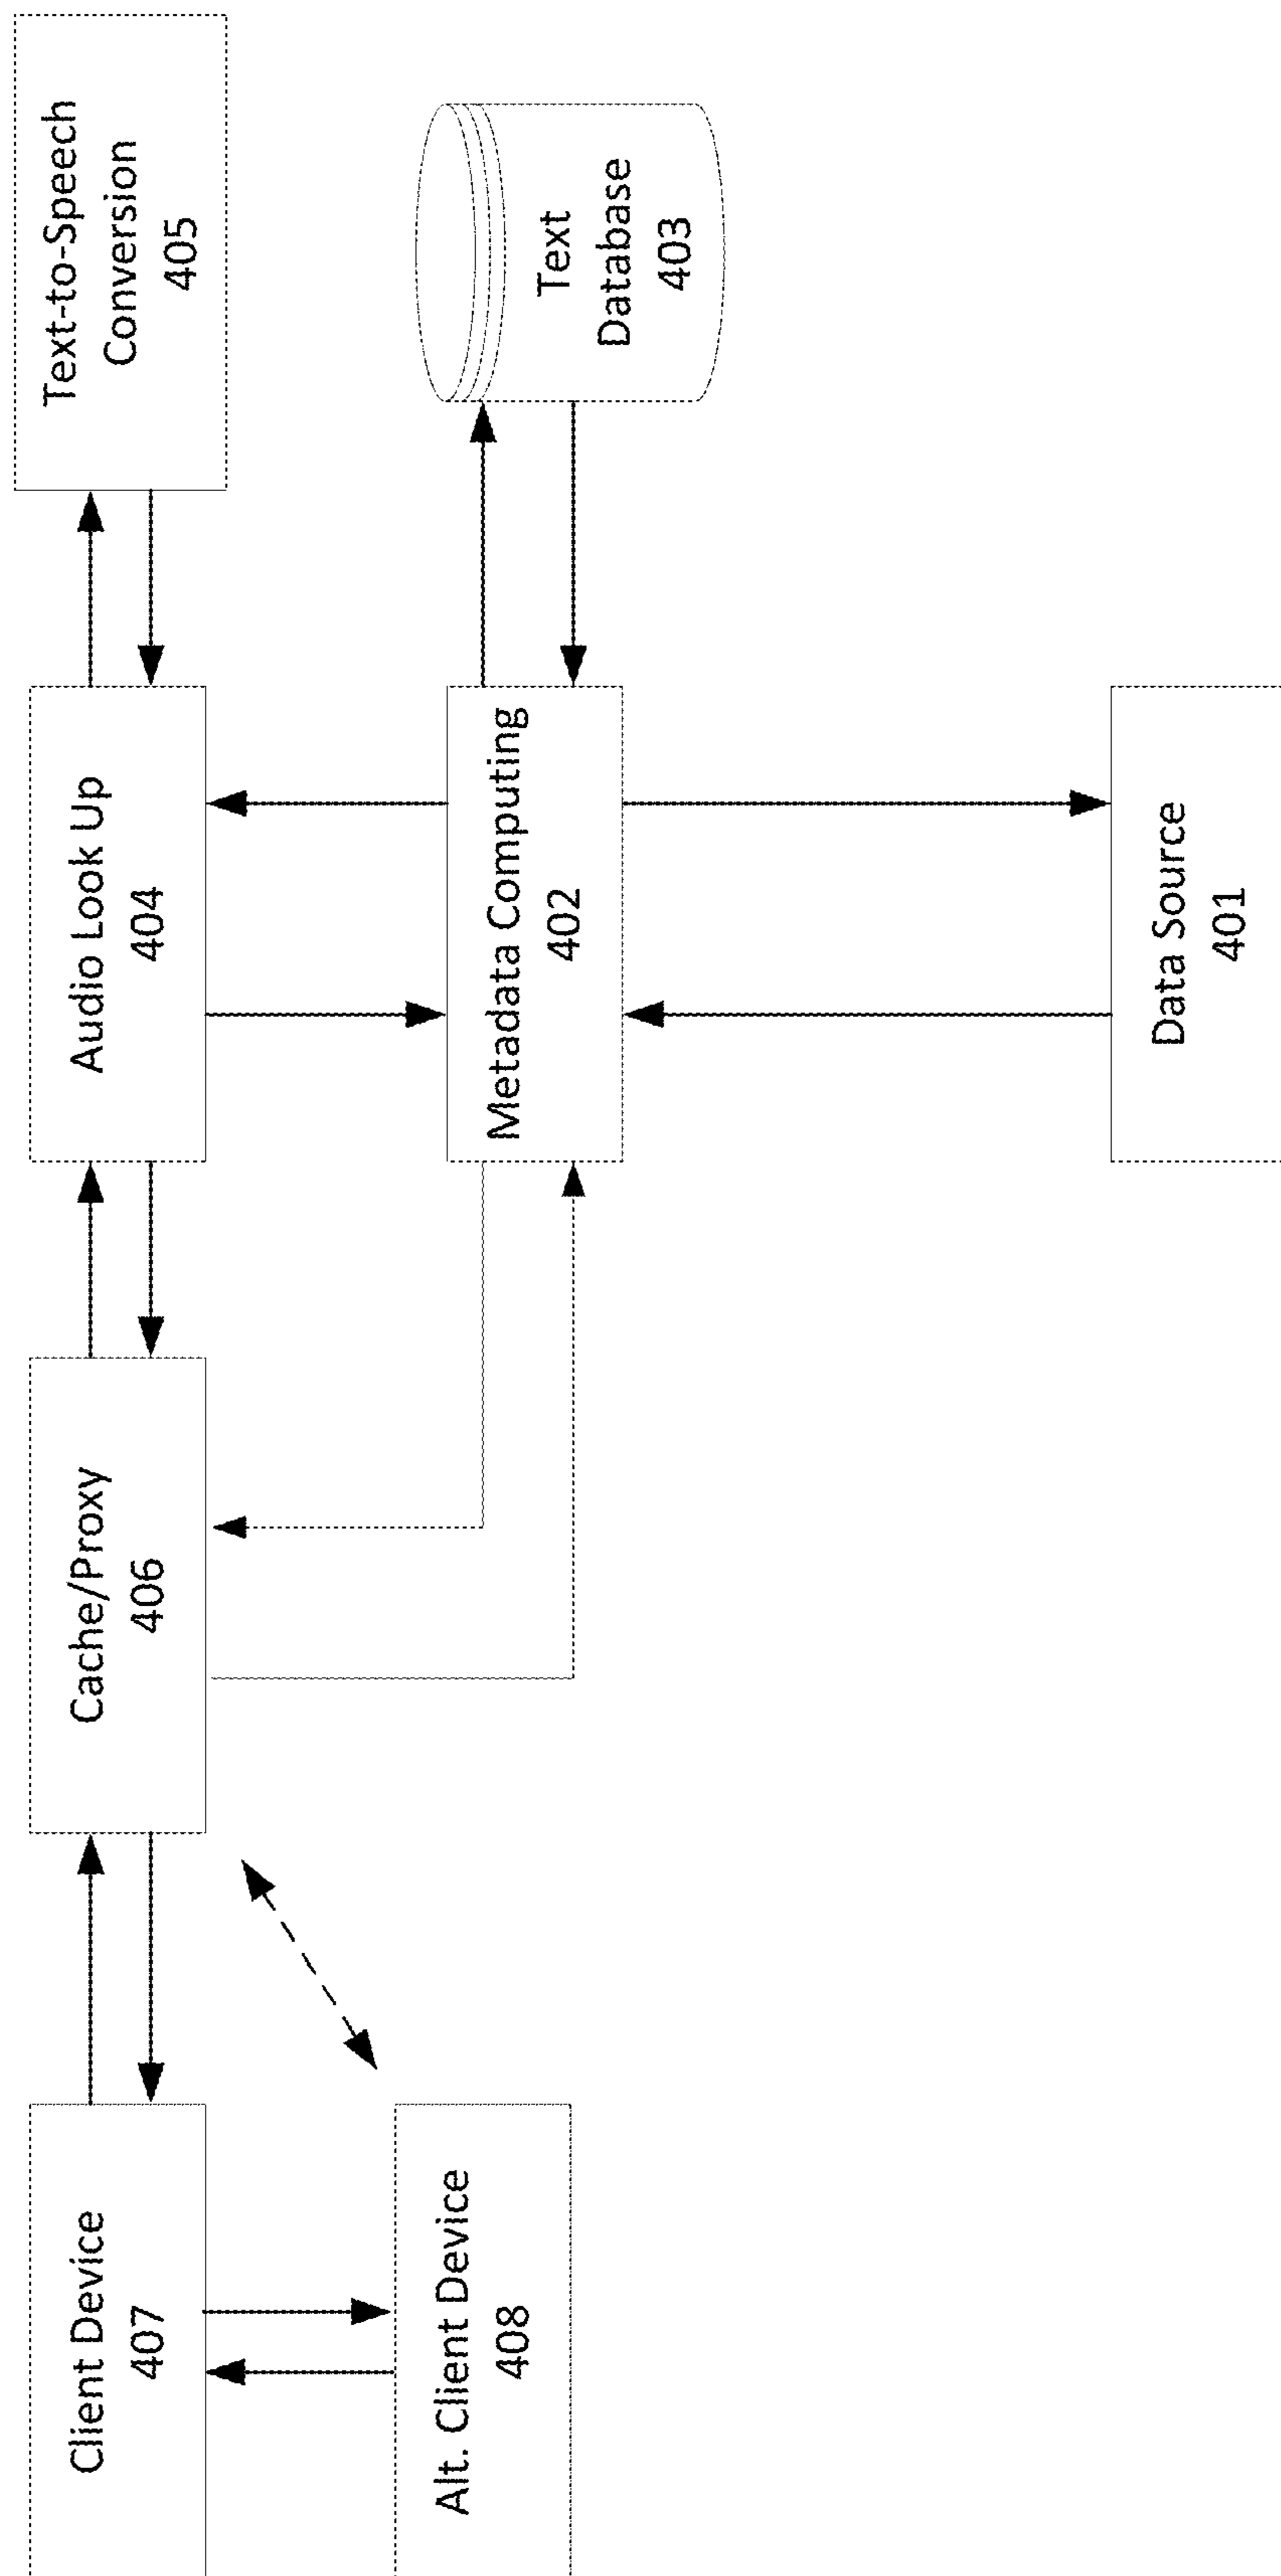 Client Device
407
Cache/Proxy
406
Audio Look Up
404
Text-to-Speech
Conversion
405
Alt. Client Device
408
Metadata Computing
402
Text
Database
403
Data Source
401